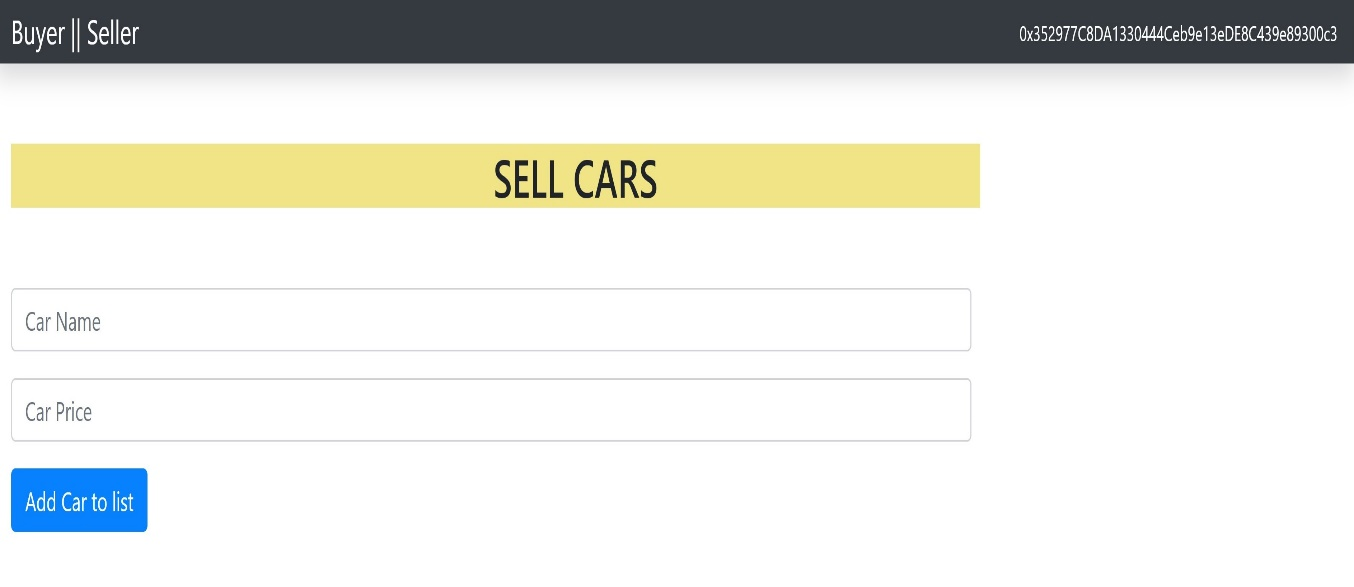 Buyer || Seller
0x352977C8DA1330444Ceb9e13eDE8C439e89300c3
SELL CARS
Car Name
Car Price
Add Car to list